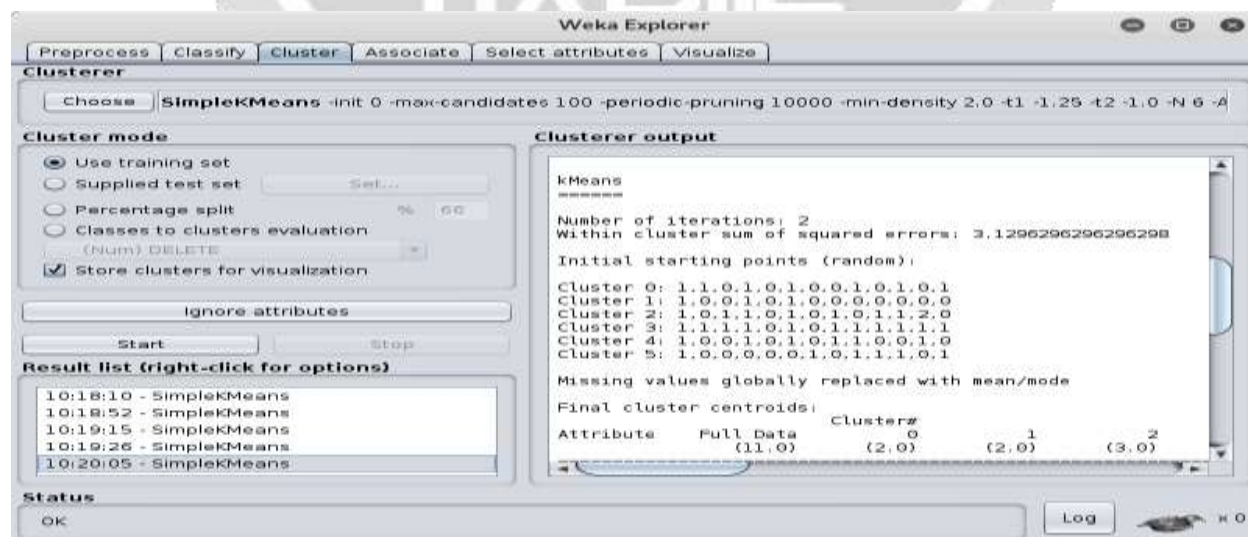 Weka Explorer
Preprocess Classify Cluster Associate Select attributes Visualize
Clusterer
Choose SimpleKMeans -init 0 -max-candidates 100 -periodic-pruning 10000 -min-density 2.0 -t1 -1.25 -t2 -1.0 -N 6 -A
Cluster mode
Use training set
Supplied test set Set...
Percentage split % 66
Classes to clusters evaluation
(Num) DELETE
Store clusters for visualization
Ignore attributes
Start Stop
Result list (right-click for options)
10:18:10 - SimpleKMeans
10:18:52 - SimpleKMeans
10:19:15 - SimpleKMeans
10:19:26 - SimpleKMeans
10:20:05 - SimpleKMeans
Clusterer output
kMeans
======
Number of iterations: 2
Within cluster sum of squared errors: 3.1296296296296298
Initial starting points (random):
Cluster 0: 1,1,0,1,0,1,0,0,1,0,1,0,1
Cluster 1: 1,0,0,1,0,1,0,0,0,0,0,0
Cluster 2: 1,0,1,1,0,1,0,1,0,1,1,2,0
Cluster 3: 1,1,1,1,0,1,0,1,1,1,1,1,1
Cluster 4: 1,0,1,1,0,1,0,1,1,0,0,1,0
Cluster 5: 1,0,0,0,0,0,1,0,1,1,1,0,1
Missing values globally replaced with mean/mode
Final cluster centroids:
Cluster#
Attribute Full Data 0 1 2
(11.0) (2.0) (2.0) (3.0)
Status
OK
Log x 0